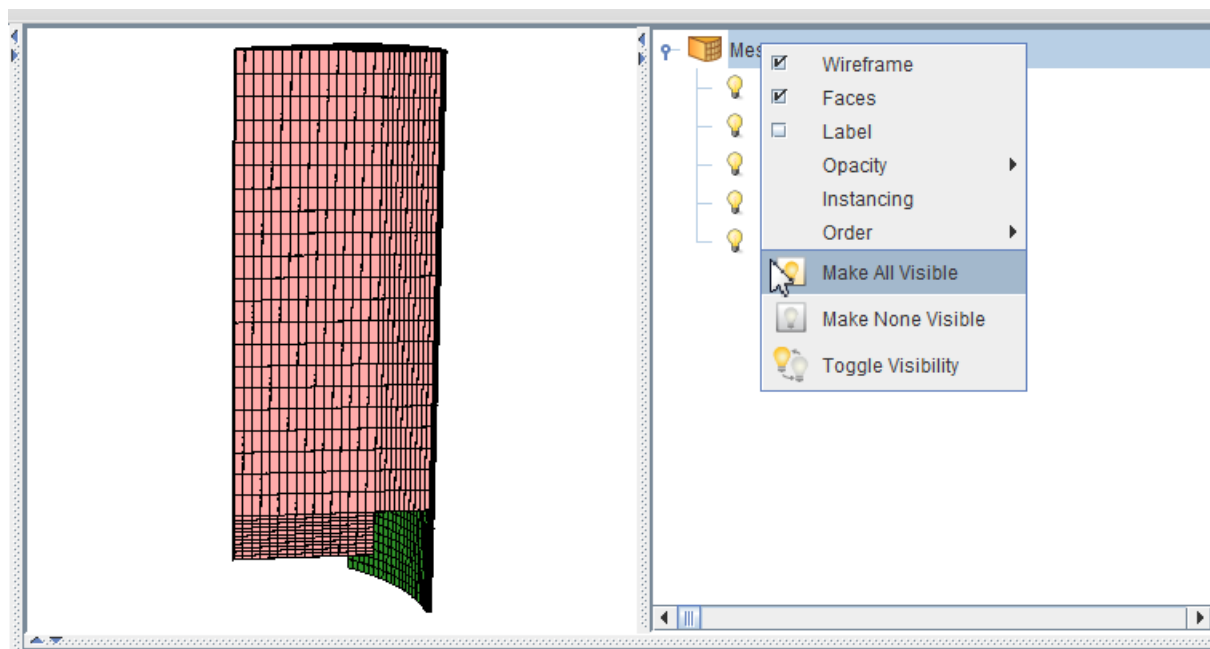 Mes
Wireframe
Faces
Label
Opacity
Instancing
Order
Make All Visible
Make None Visible
Toggle Visibility